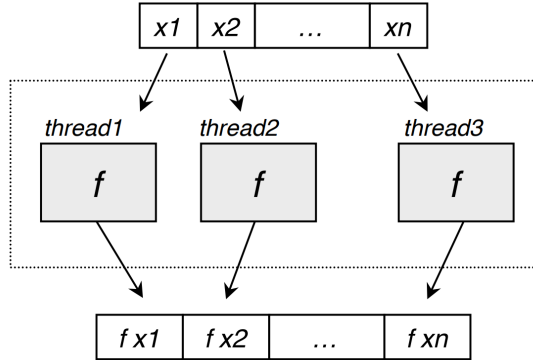 x1 x2 ... xn
thread1 thread2 thread3
f f f
f x1 f x2 ... f xn